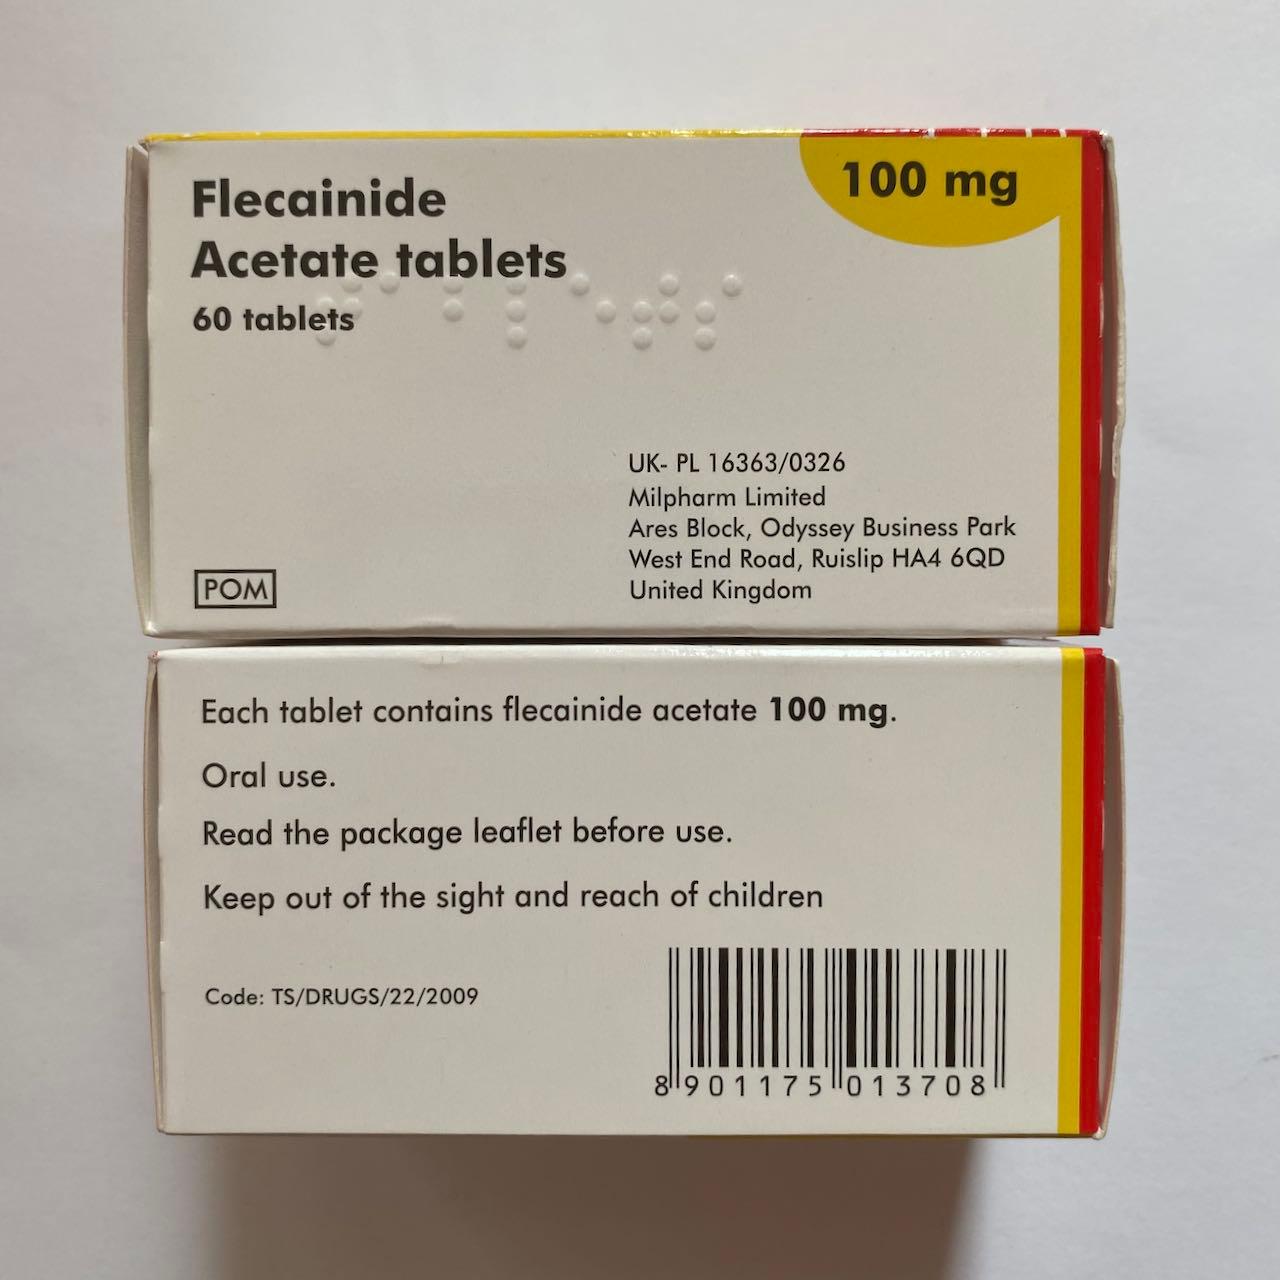 Flecainide
Acetate tablets
60 tablets
100 mg
UK- PL 16363/0326
Milpharm Limited
Ares Block, Odyssey Business Park
West End Road, Ruislip HA4 6QD
United Kingdom
POM
Each tablet contains flecainide acetate 100 mg.
Oral use.
Read the package leaflet before use.
Keep out of the sight and reach of children
Code: TS/DRUGS/22/2009
8 901175 013708